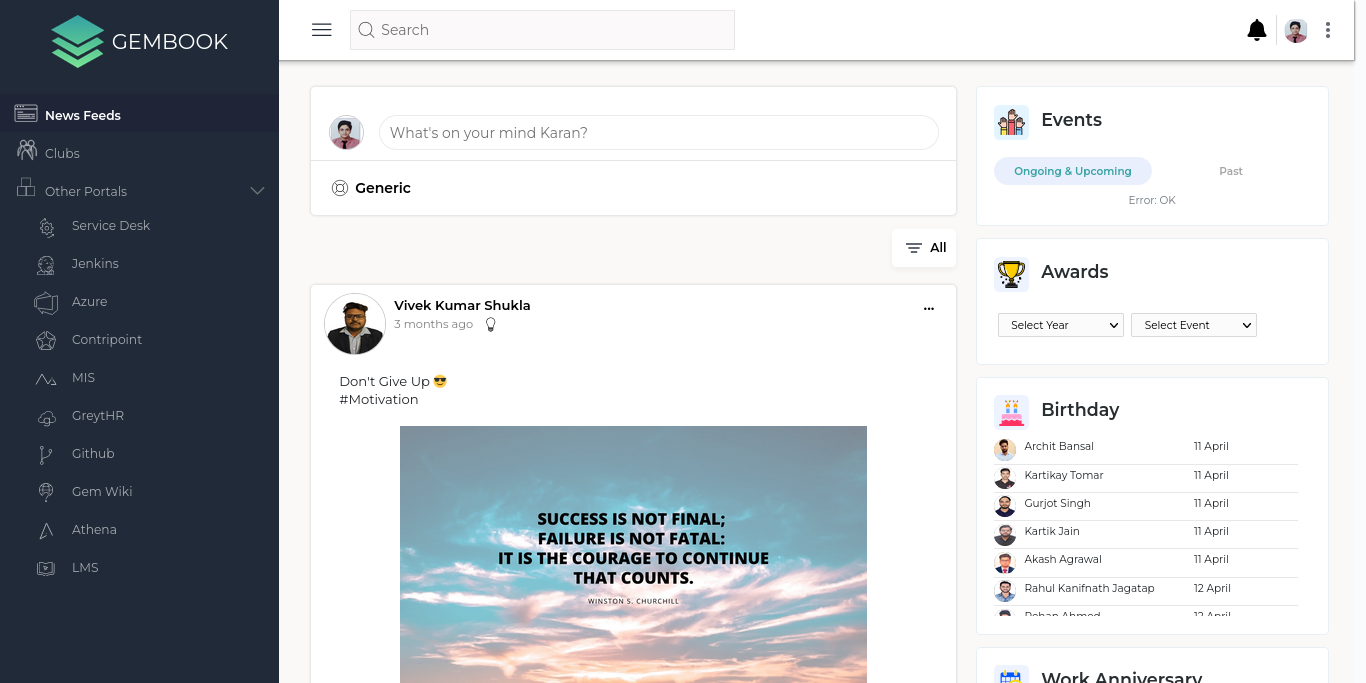 GEMBOOK
Search
News Feeds
Clubs
Other Portals
Service Desk
Jenkins
Azure
Contripoint
MIS
GreytHR
Github
Gem Wiki
Athena
LMS
What's on your mind Karan?
Generic
All
Vivek Kumar Shukla
3 months ago
Don't Give Up 😎
#Motivation
SUCCESS IS NOT FINAL;
FAILURE IS NOT FATAL:
IT IS THE COURAGE TO CONTINUE
THAT COUNTS.
WINSTON S. CHURCHILL
Events
Ongoing & Upcoming Past
Error: OK
Awards
Select Year Select Event
Birthday
Archit Bansal 11 April
Kartikay Tomar 11 April
Gurjot Singh 11 April
Kartik Jain 11 April
Akash Agrawal 11 April
Rahul Kanifnath Jagatap 12 April
Rohan Ahmed 12 April
Work Anniversary